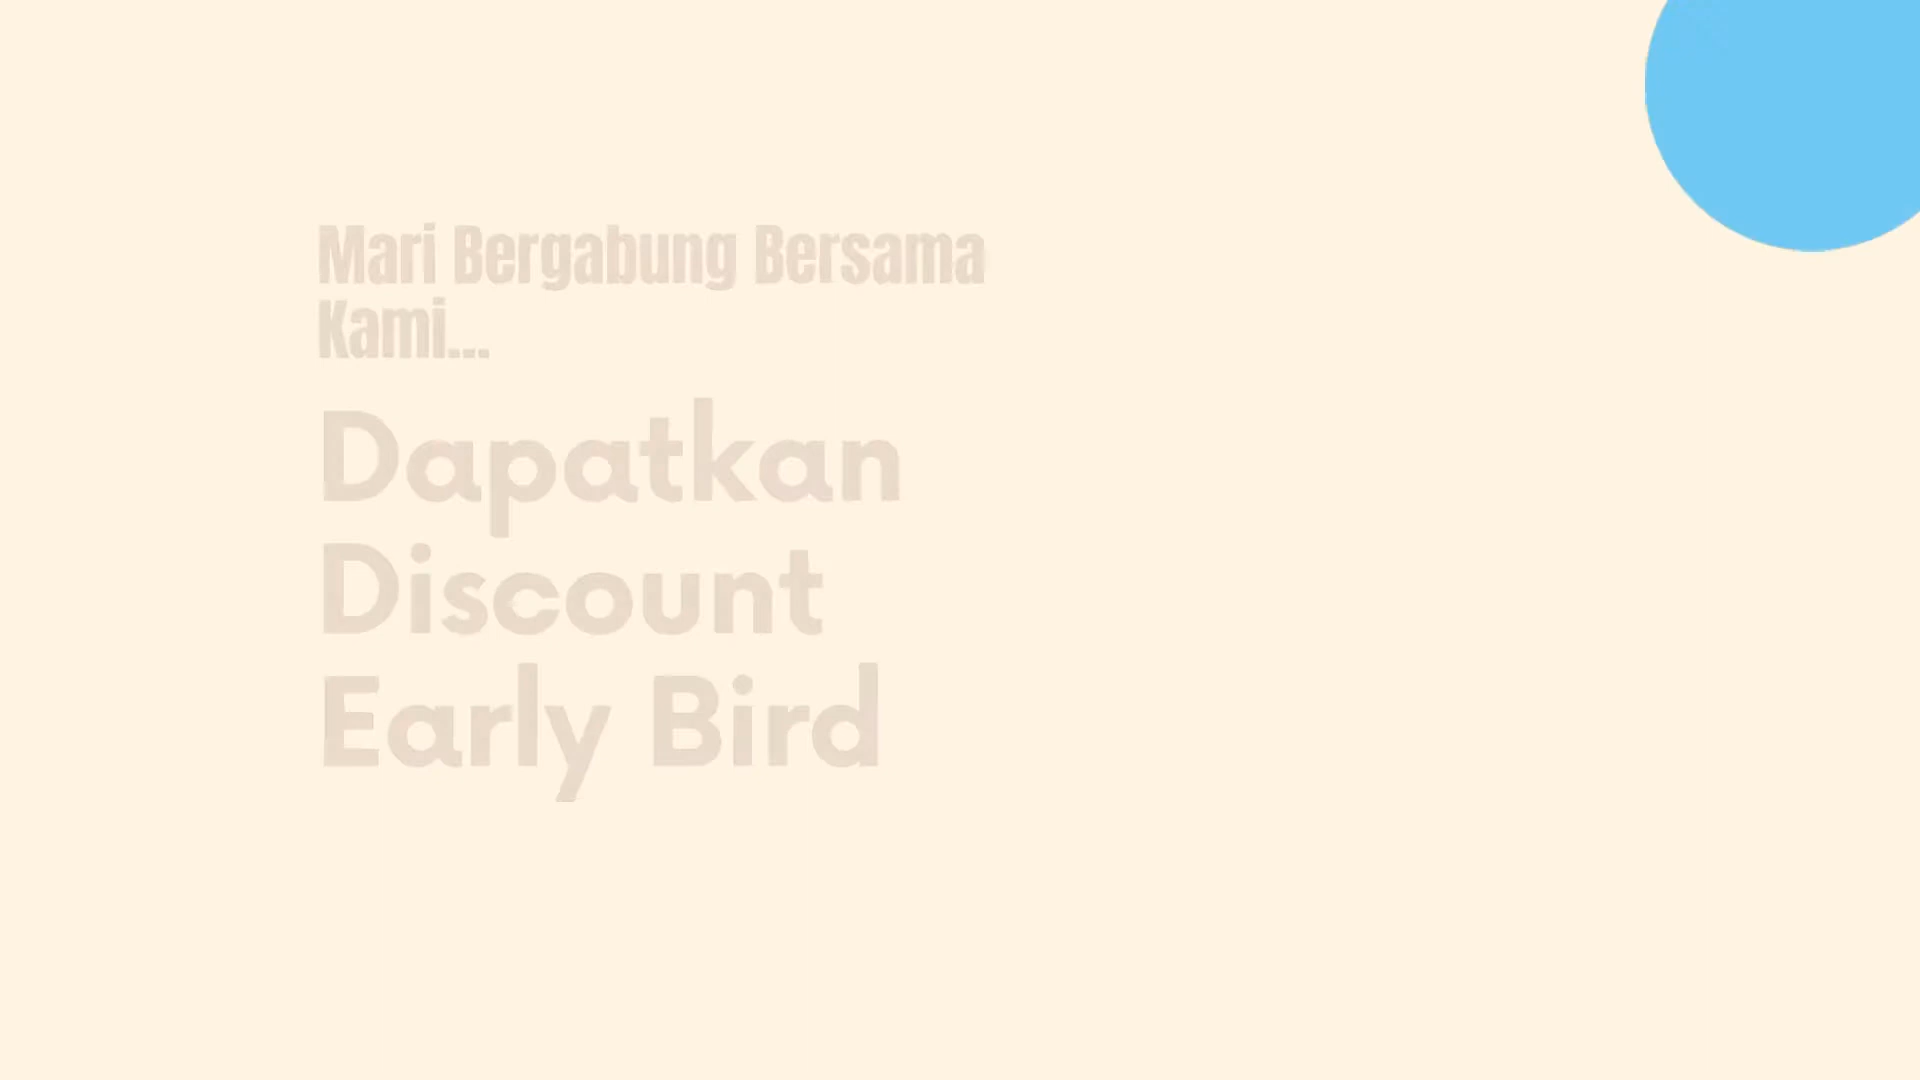 Mari Bergabung Bersama
Kami...
Dapatkan
Discount
Early Bird